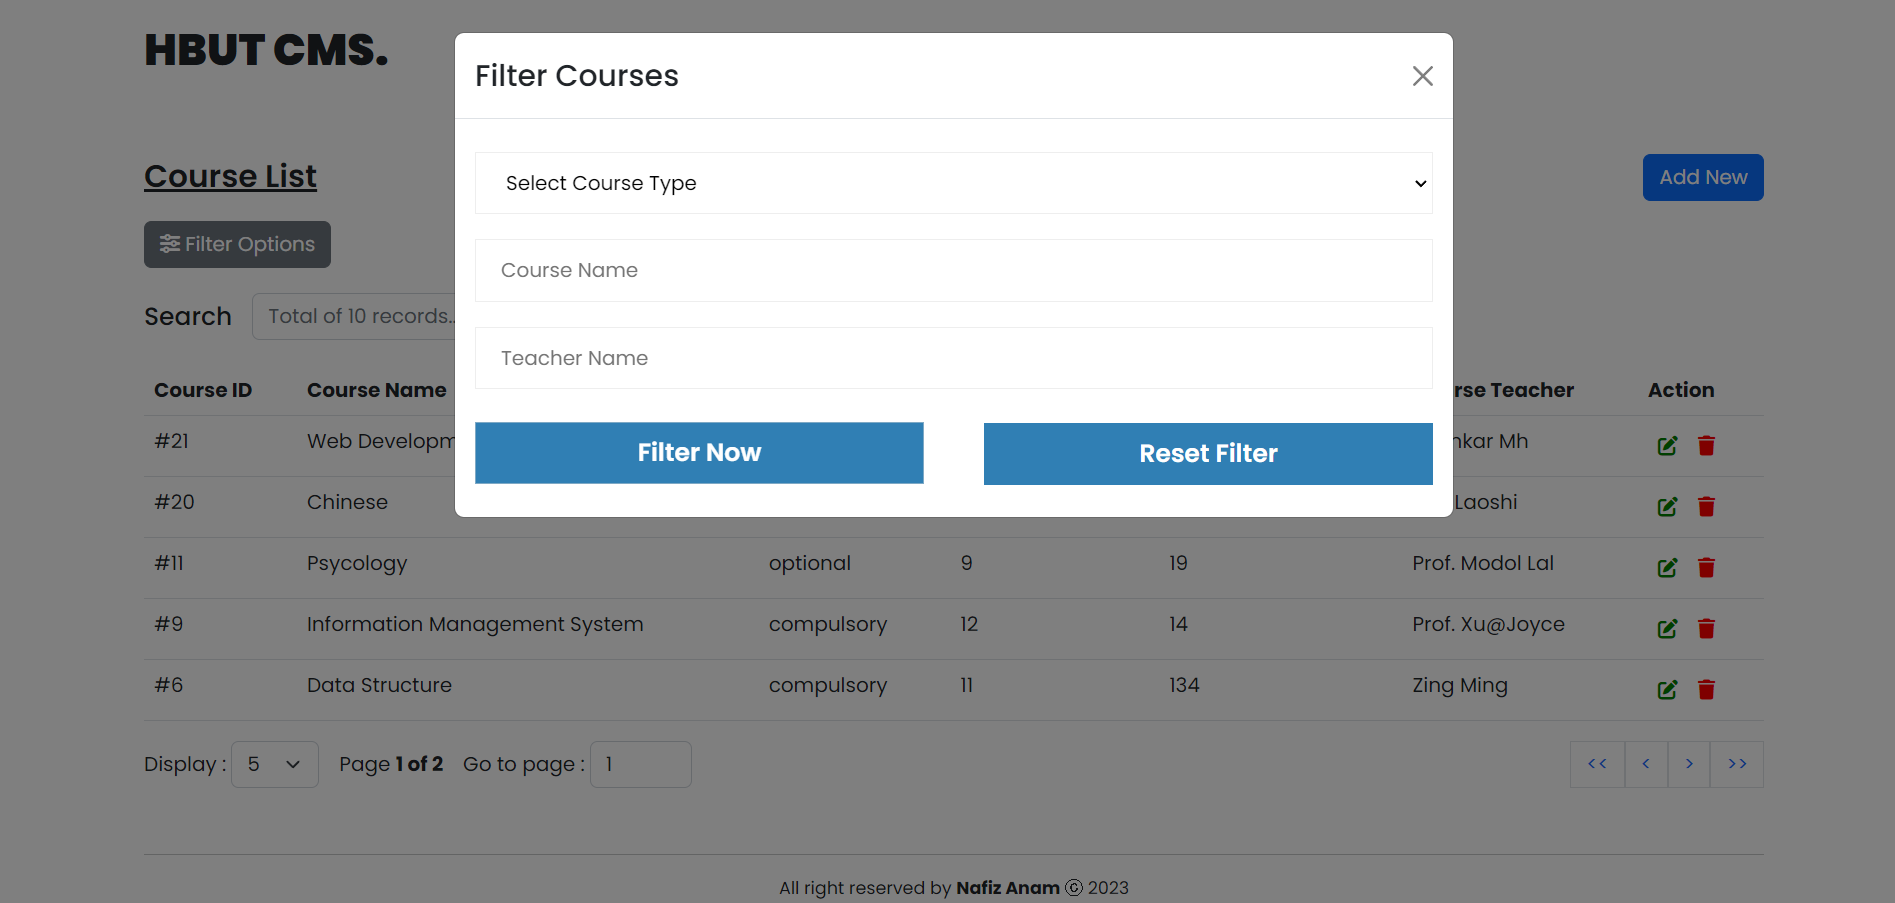 HBUT CMS.
Filter Courses
Select Course Type
Course Name
Teacher Name
Filter Now Reset Filter
Course List
Add New
Filter Options
Search Total of 10 records..
Course ID Course Name rse Teacher Action
#21 Web Developm nkar Mh
#20 Chinese Laoshi
#11 Psycology optional 9 19 Prof. Modol Lal
#9 Information Management System compulsory 12 14 Prof. Xu@Joyce
#6 Data Structure compulsory 11 134 Zing Ming
Display : 5 Page 1 of 2 Go to page : 1 << < > >>
All right reserved by Nafiz Anam © 2023